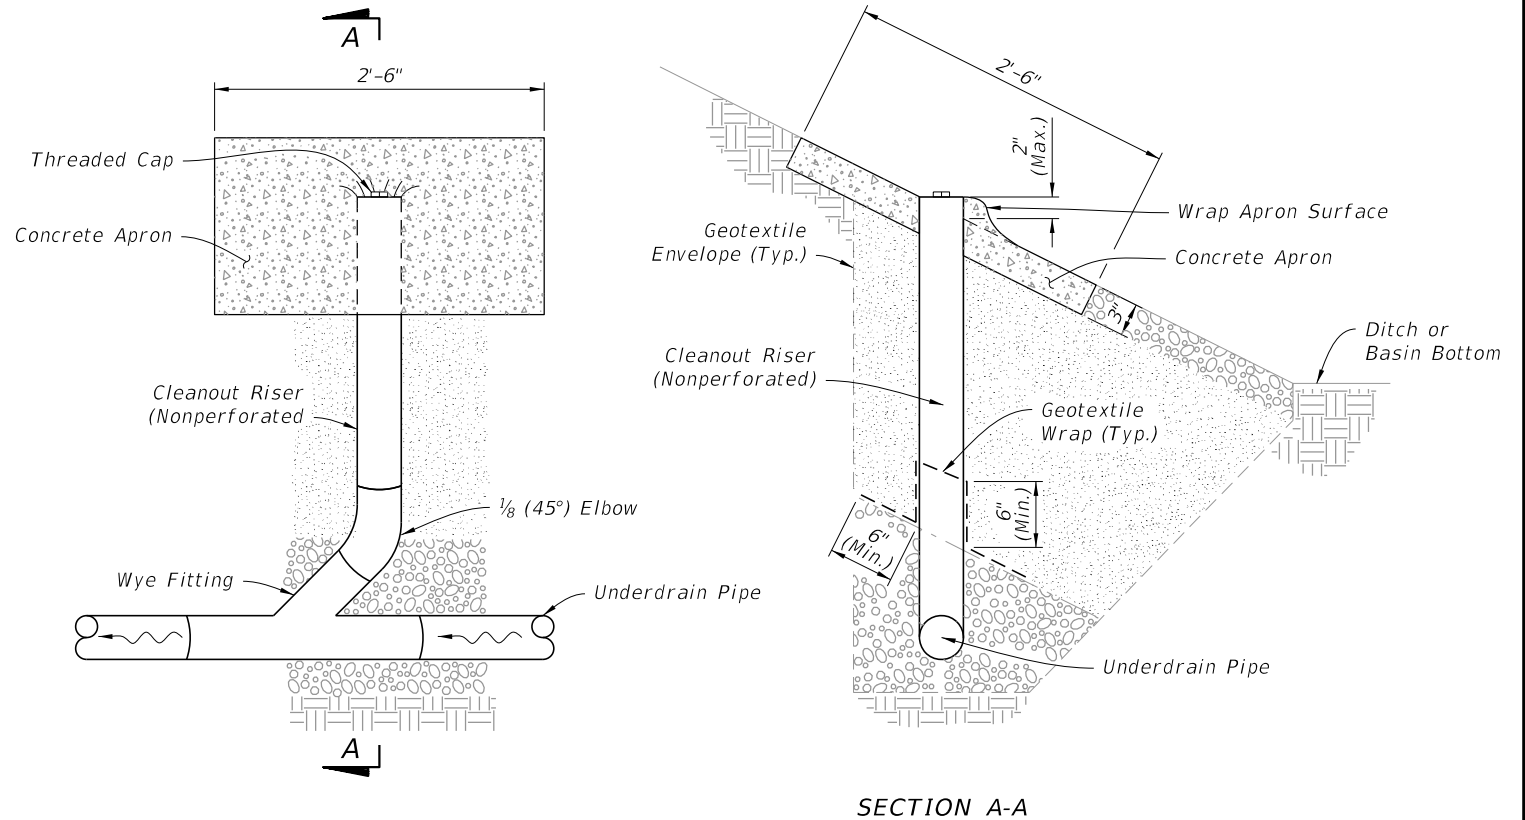 A
2'-6"
Threaded Cap
Concrete Apron
Cleanout Riser
(Nonperforated
⅛ (45°) Elbow
Wye Fitting
Underdrain Pipe
A
2'-6"
2"
(Max.)
Wrap Apron Surface
Geotextile
Envelope (Typ.)
Concrete Apron
3"
Ditch or
Basin Bottom
Cleanout Riser
(Nonperforated)
Geotextile
Wrap (Typ.)
6"
(Min.)
6"
(Min.)
Underdrain Pipe
SECTION A-A